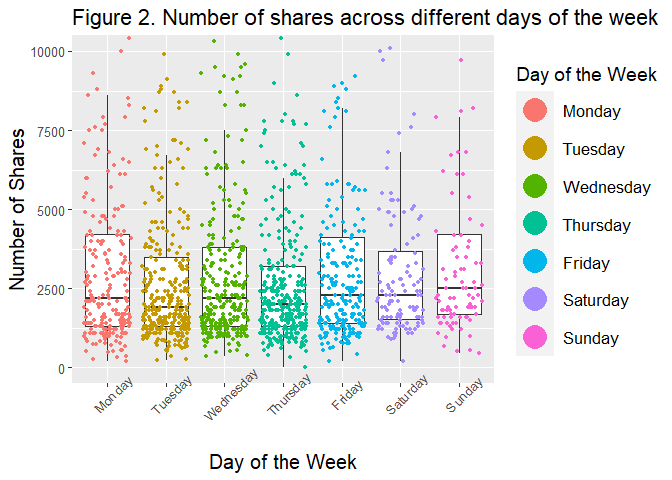 Figure 2. Number of shares across different days of the week
Number of Shares
10000
7500
5000
2500
0
Monday
Tuesday
Wednesday
Thursday
Friday
Saturday
Sunday
Day of the Week
Day of the Week
Monday
Tuesday
Wednesday
Thursday
Friday
Saturday
Sunday